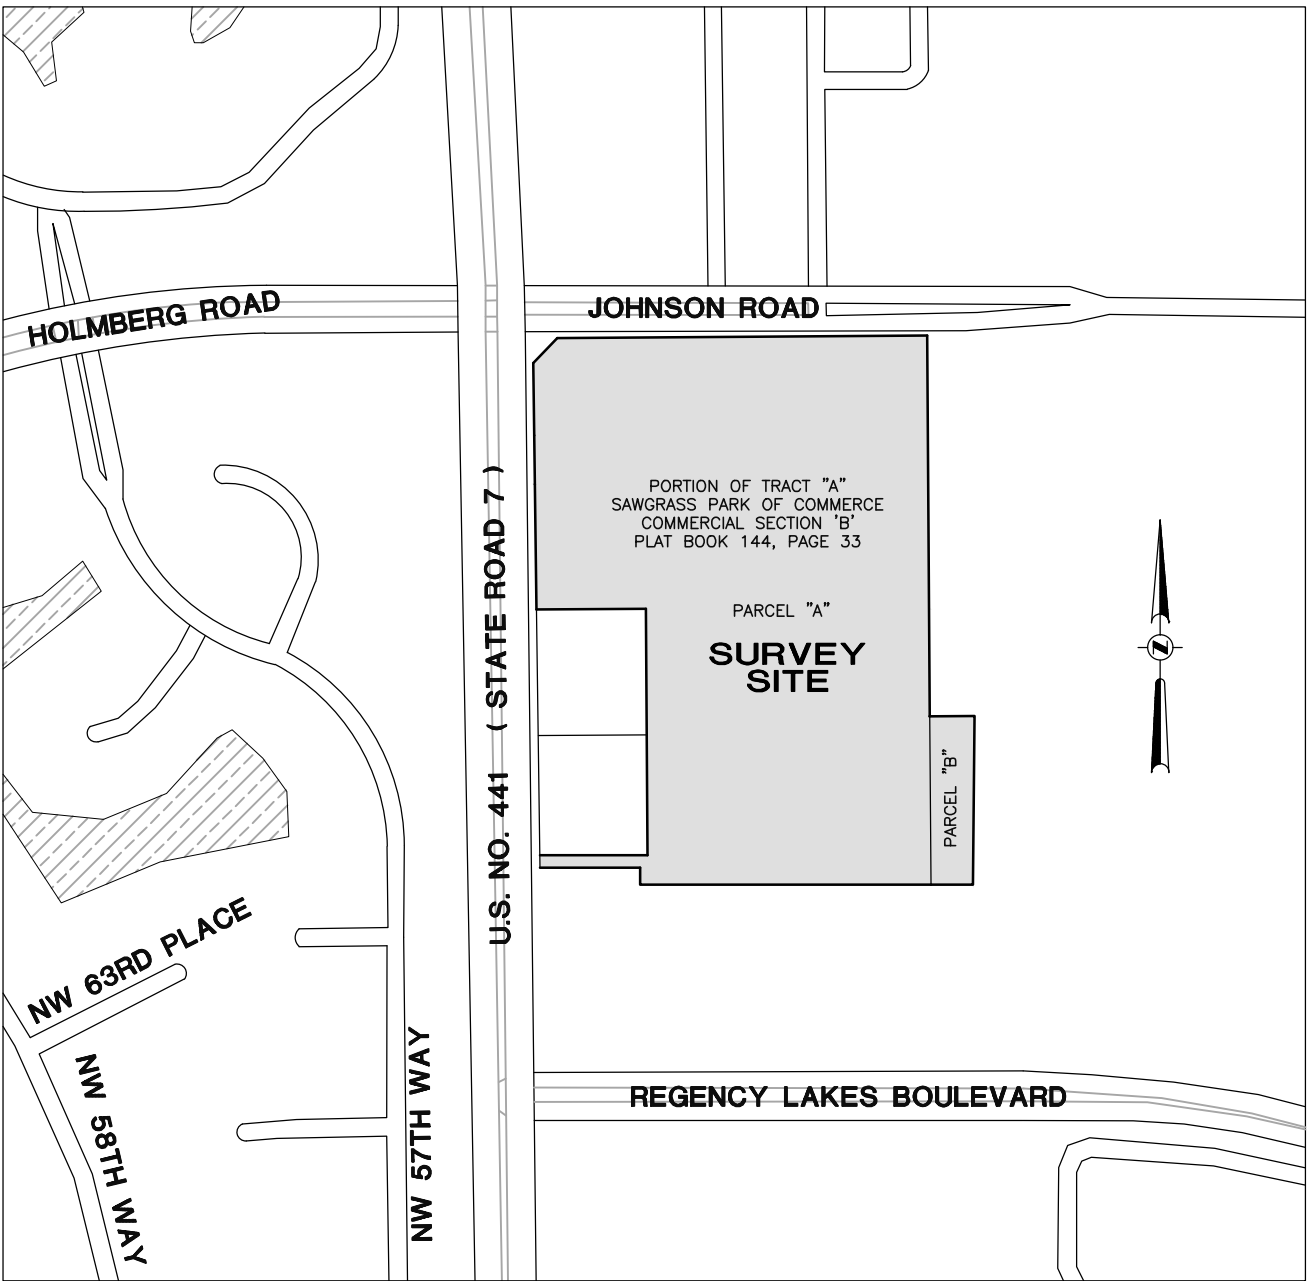 HOLMBERG ROAD
JOHNSON ROAD
PORTION OF TRACT "A"
SAWGRASS PARK OF COMMERCE
COMMERCIAL SECTION 'B'
PLAT BOOK 144, PAGE 33
PARCEL "A"
SURVEY
SITE
PARCEL "B"
U.S. NO. 441 ( STATE ROAD 7 )
N
NW 63RD PLACE
NW 58TH WAY
NW 57TH WAY
REGENCY LAKES BOULEVARD